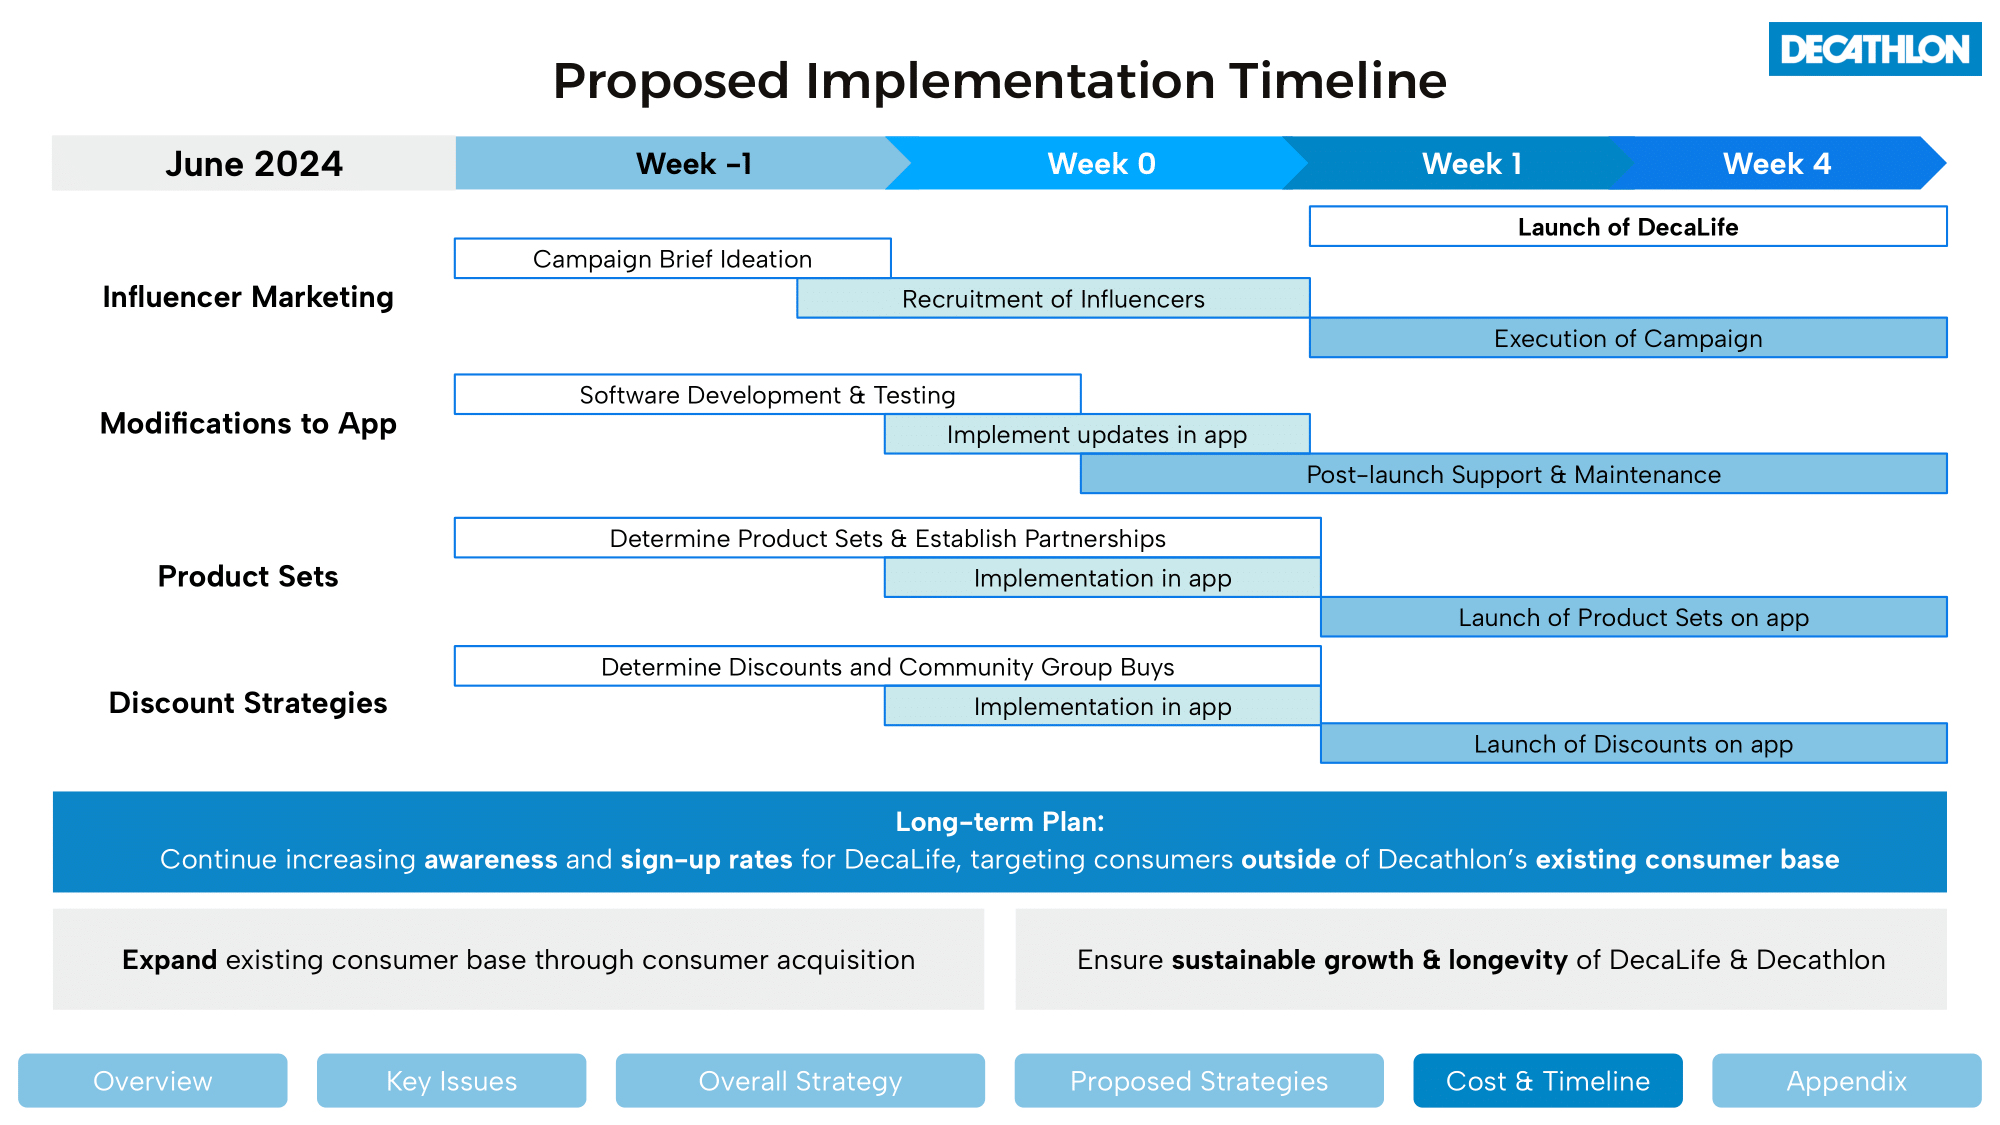 DECATHLON
Proposed Implementation Timeline
June 2024
Week -1
Week 0
Week 1
Week 4
Launch of DecaLife
Influencer Marketing
Campaign Brief Ideation
Recruitment of Influencers
Execution of Campaign
Modifications to App
Software Development & Testing
Implement updates in app
Post-launch Support & Maintenance
Product Sets
Determine Product Sets & Establish Partnerships
Implementation in app
Launch of Product Sets on app
Discount Strategies
Determine Discounts and Community Group Buys
Implementation in app
Launch of Discounts on app
Long-term Plan:
Continue increasing awareness and sign-up rates for DecaLife, targeting consumers outside of Decathlon's existing consumer base
Expand existing consumer base through consumer acquisition
Ensure sustainable growth & longevity of DecaLife & Decathlon
Overview
Key Issues
Overall Strategy
Proposed Strategies
Cost & Timeline
Appendix